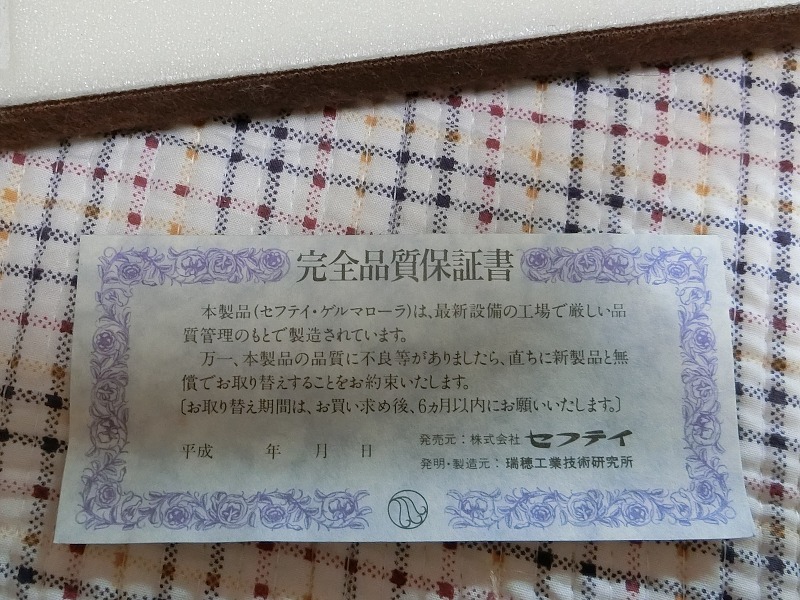 完全品質保証書
本製品(セフテイ・ゲルマローラ)は、最新設備の工場で厳しい品
質管理のもとで製造されています。
万一、本製品の品質に不良等がありましたら、直ちに新製品と無
償でお取り替えすることをお約束いたします。
〔お取り替え期間は、お買い求め後、6ヵ月以内にお願いいたします。〕
平成　年　月　日
発売元：株式会社 セフテイ
発明・製造元：瑞穂工業技術研究所